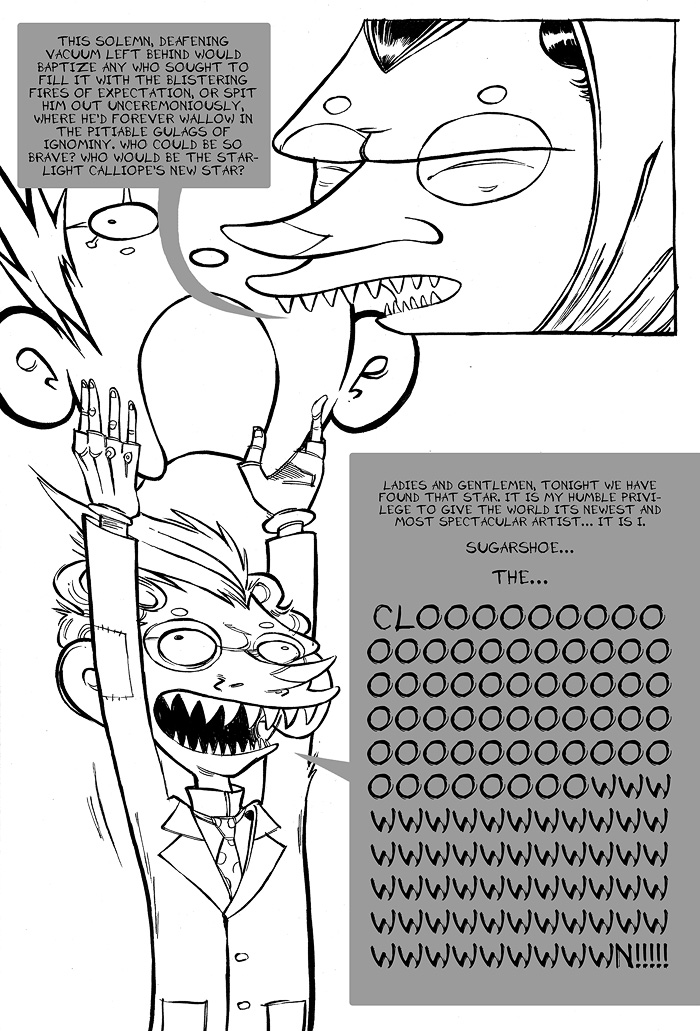 THIS SOLEMN, DEAFENING
VACUUM LEFT BEHIND WOULD
BAPTIZE ANY WHO SOUGHT TO
FILL IT WITH THE BLISTERING
FIRES OF EXPECTATION, OR SPIT
HIM OUT UNCEREMONIOUSLY,
WHERE HE'D FOREVER WALLOW IN
THE PITIABLE GULAGS OF
IGNOMINY. WHO COULD BE SO
BRAVE? WHO WOULD BE THE STAR-
LIGHT CALLIOPE'S NEW STAR?
LADIES AND GENTLEMEN, TONIGHT WE HAVE
FOUND THAT STAR. IT IS MY HUMBLE PRIVI-
LEGE TO GIVE THE WORLD ITS NEWEST AND
MOST SPECTACULAR ARTIST... IT IS I.
SUGARSHOE...
THE...
CLOOOOOOOOOO
OOOOOOOOOOOO
OOOOOOOOOOOO
OOOOOOOOOOOO
OOOOOOOOOOOO
OOOOOOOOOWWW
WWWWWWWWWWW
WWWWWWWWWWW
WWWWWWWWWWW
WWWWWWWWWWW
WWWWWWWWWWN!!!!!